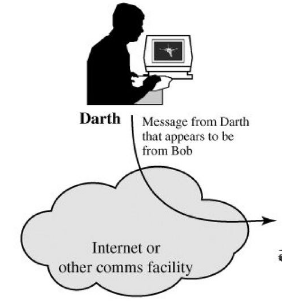 Darth
Message from Darth
that appears to be
from Bob
Internet or
other comms facility